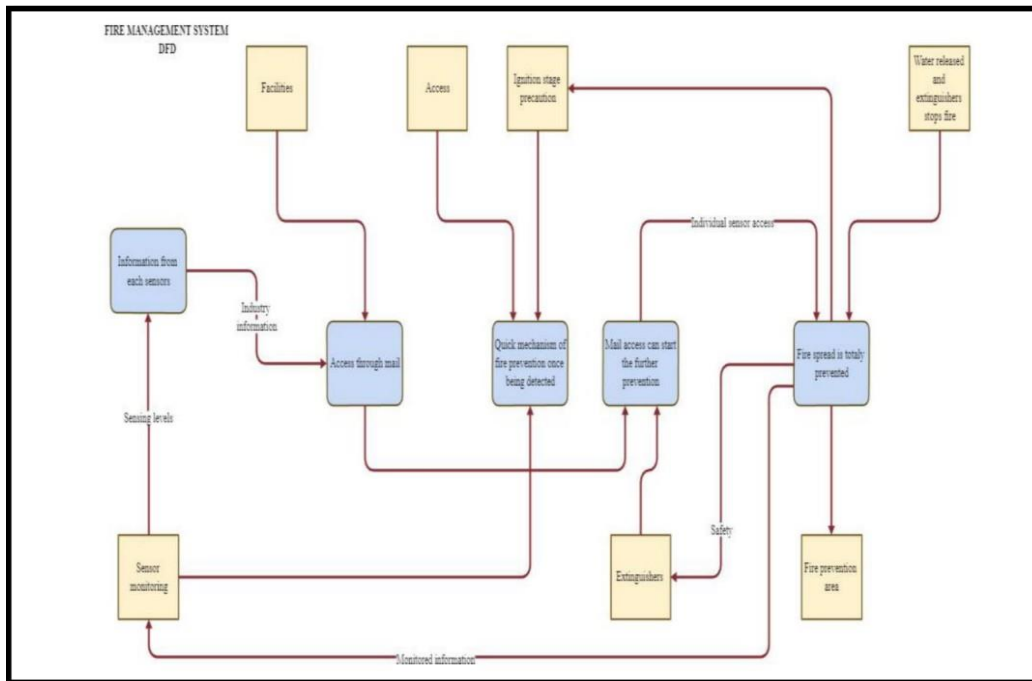 FIRE MANAGEMENT SYSTEM
DFD
Facilities
Access
Ignition stage
precaution
Water released
and
extinguishers
stops fire
Individual sensor access
Information from
each sensors
Industry
information
Access through mail
Quick mechanism of
fire prevention once
being detected
Mail access can start
the further
prevention
Fire spread is totaly
prevented
Sensing levels
Safety
Sensor
monitoring
Extinguishers
Fire prevention
area
Monitored information